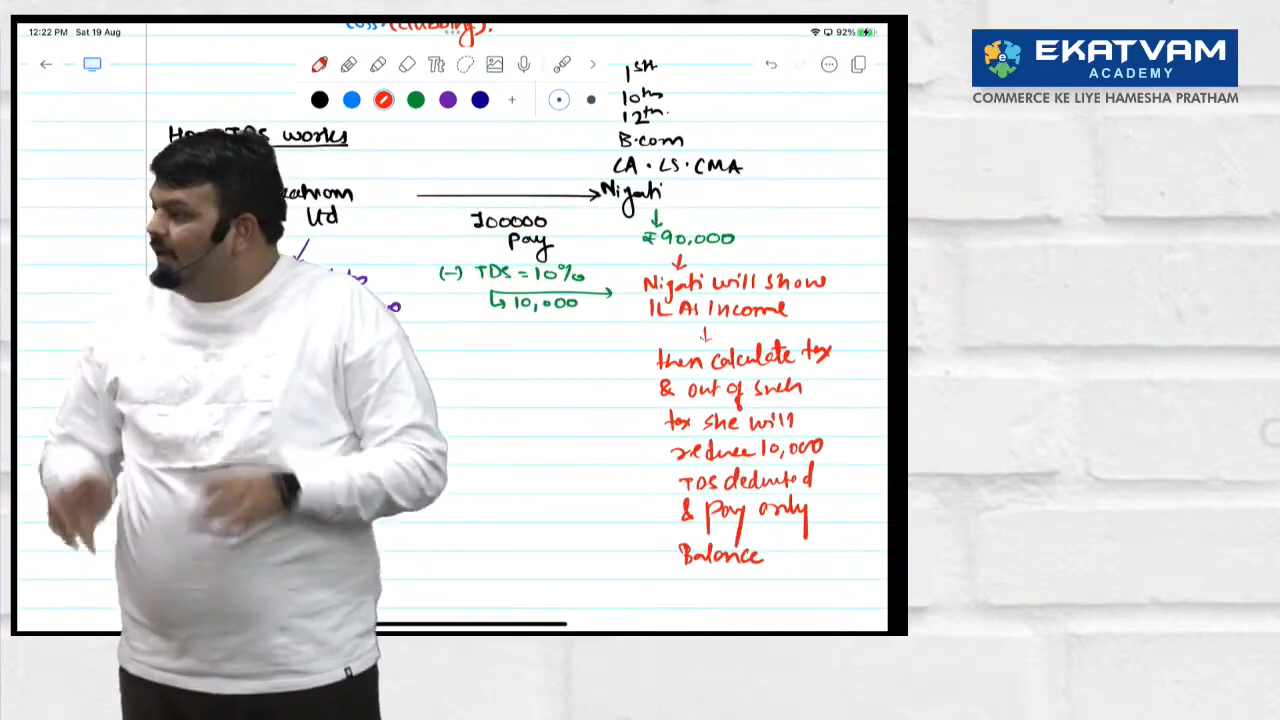 12:22 PM Sat 19 Aug
92%
loss (clubbing).
Tt
How TDS works
1st
10th
12th
B.com
CA . CS . CMA
Ltd
100000
Pay
Nigati
(-) TDS = 10%
↳ 10,000
₹90,000
Nigati will show
1L As Income
then calculate tax
& out of such
tax she will
reduce 10,000
TDS deducted
& pay only
Balance
EKATVAM
ACADEMY
COMMERCE KE LIYE HAMESHA PRATHAM